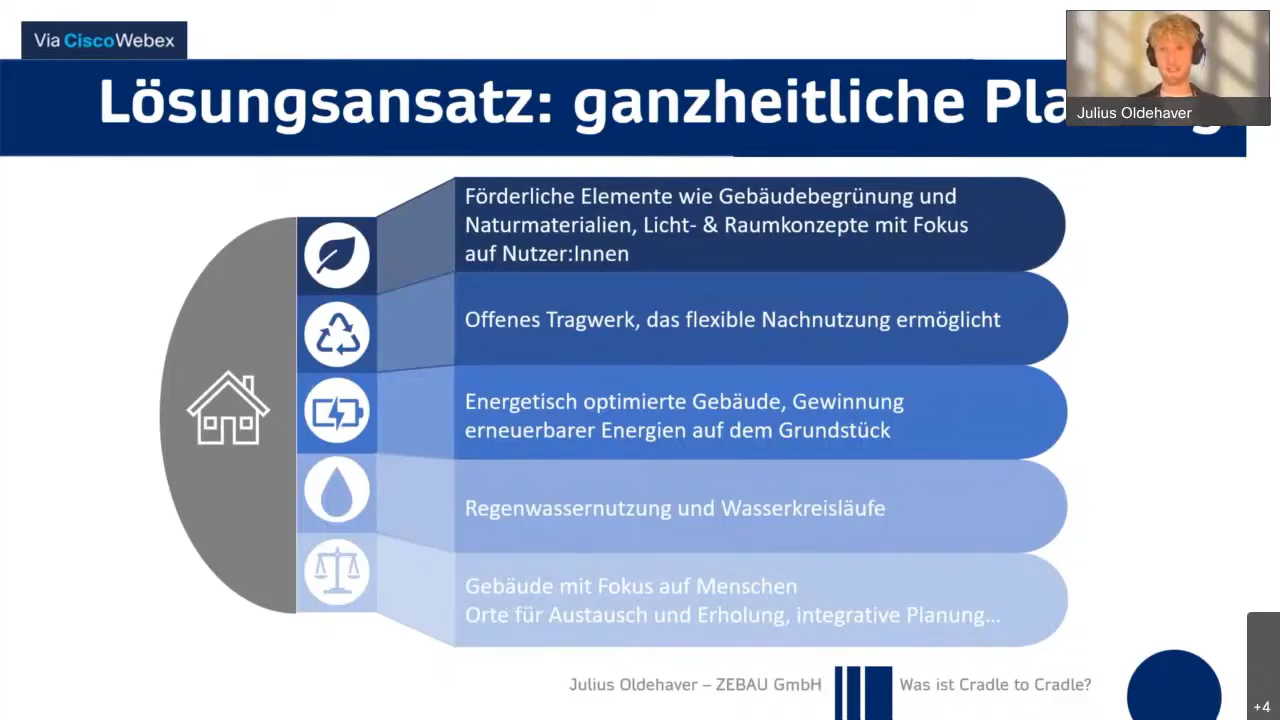 Via Cisco Webex
Lösungsansatz: ganzheitliche
Julius Oldehaver
Förderliche Elemente wie Gebäudebegrünung und
Naturmaterialien, Licht- & Raumkonzepte mit Fokus
auf Nutzer:Innen
Offenes Tragwerk, das flexible Nachnutzung ermöglicht
Energetisch optimierte Gebäude, Gewinnung
erneuerbarer Energien auf dem Grundstück
Regenwassernutzung und Wasserkreisläufe
Gebäude mit Fokus auf Menschen
Orte für Austausch und Erholung, integrative Planung…
Julius Oldehaver – ZEBAU GmbH
Was ist Cradle to Cradle?
+4